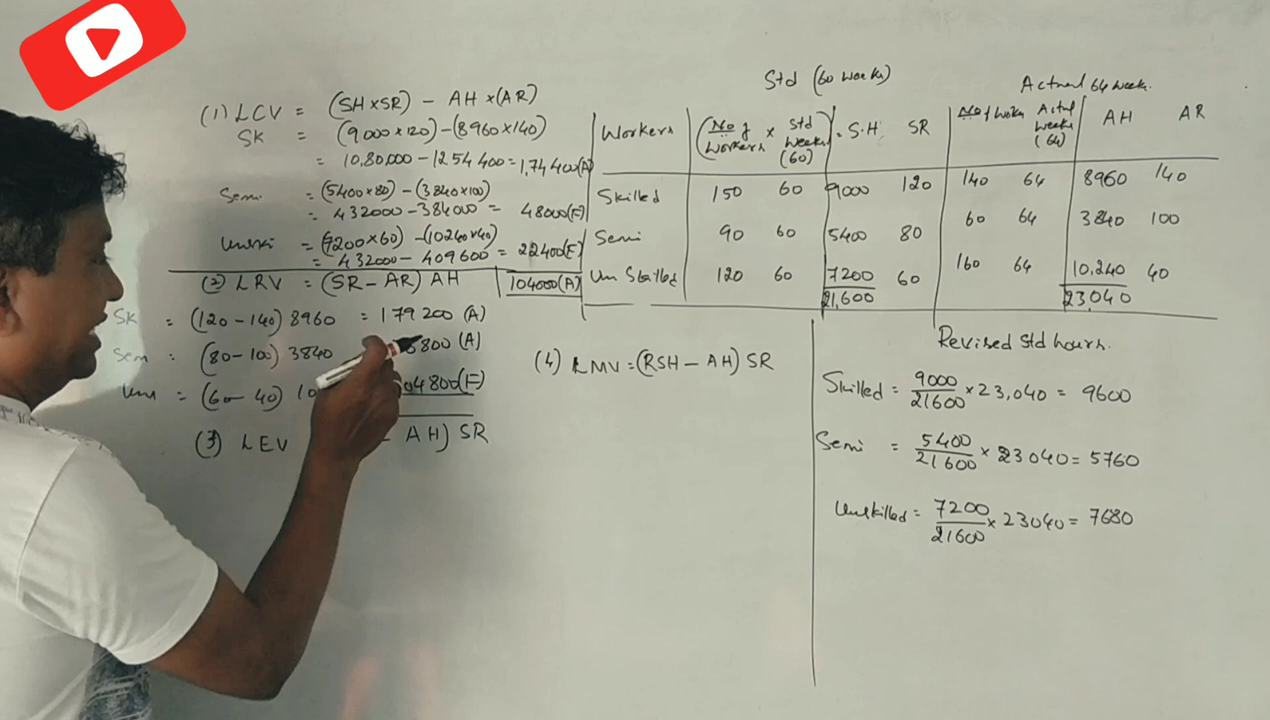 (1) LCV = (SH×SR) - AH×(AR)
SK = (9000×120)-(8960×140)
= 10,80,000 - 1254 400 = 1,74 400(A)
Semi = (5400×80) - (3840×100)
= 432000 - 384000 = 48000(F)
Unski = (7200×60) -(10240×40)
= 432000 - 409600 = 22400(F)
104000(A)
(2) LRV = (SR - AR) AH
SK = (120 - 140) 8960 = 179200 (A)
Sem = (80 - 100) 3840 6800 (A)
Uns = (60 - 40) 10 04800(F)
(3) LEV - AH) SR
(4) LMV = (RSH - AH) SR
Std (60 weeks) Actual 64 week.
Workers (No of Workers × Std Weeks (60)) = S.H. SR No of Workers Actual Weeks (64) AH AR
Skilled 150 60 9000 120 140 64 8960 140
Semi 90 60 5400 80 60 64 3840 100
Un Skilled 120 60 7200 60 160 64 10,240 40
21,600 23,040
Revised Std hours.
Skilled = 9000/21600 × 23,040 = 9600
Semi = 5400/21600 × 23040 = 5760
Unskilled = 7200/21600 × 23040 = 7680